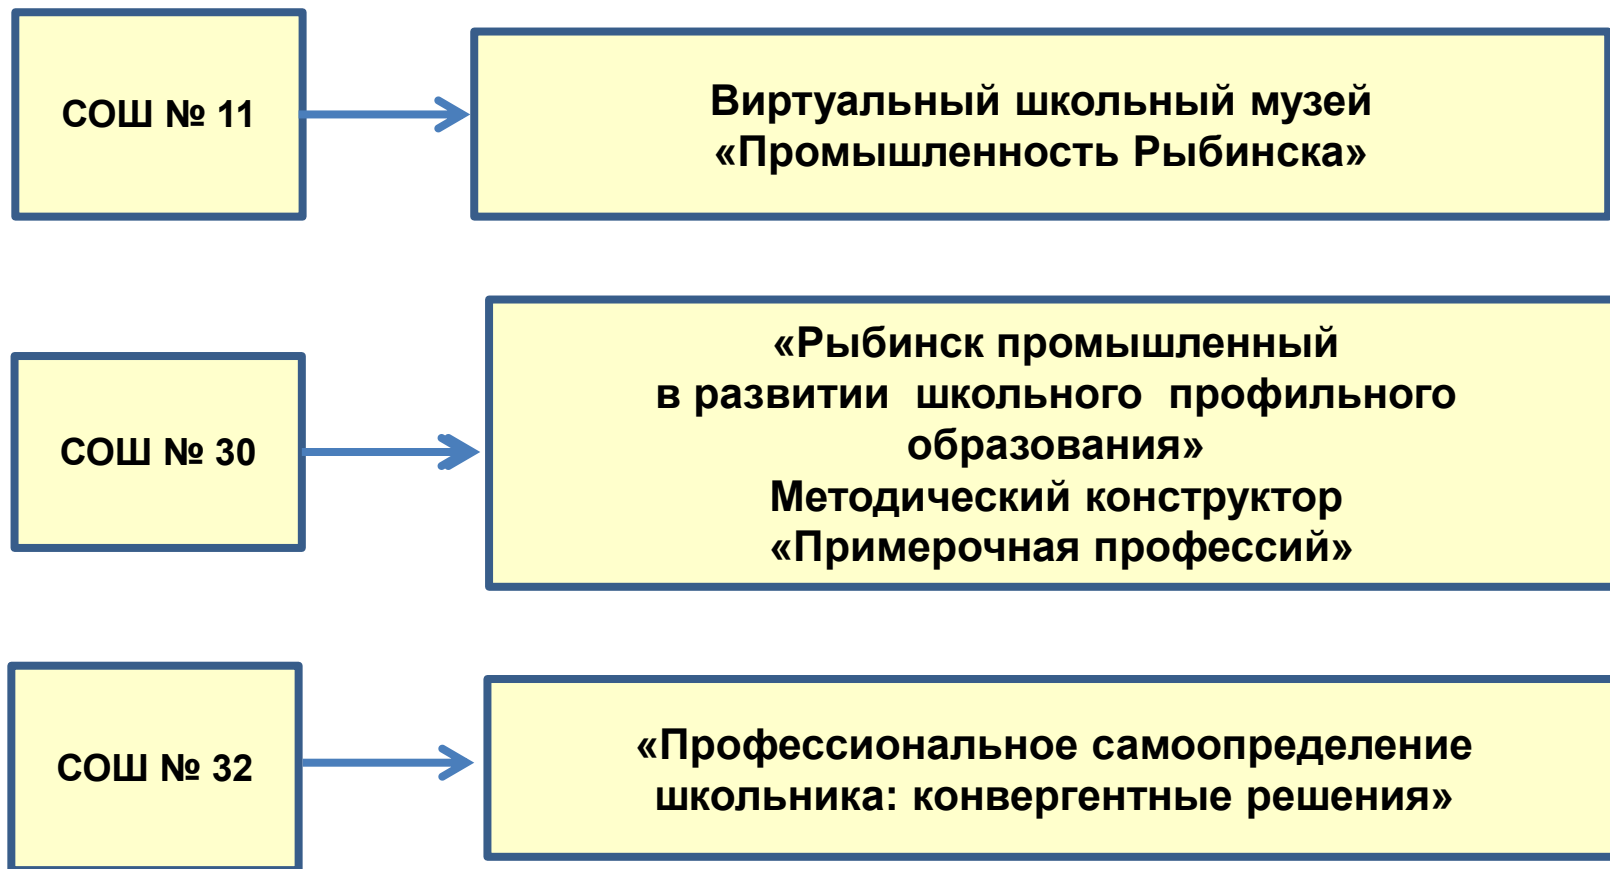 СОШ № 11
Виртуальный школьный музей
«Промышленность Рыбинска»
СОШ № 30
«Рыбинск промышленный
в развитии школьного профильного
образования»
Методический конструктор
«Примерочная профессий»
СОШ № 32
«Профессиональное самоопределение
школьника: конвергентные решения»